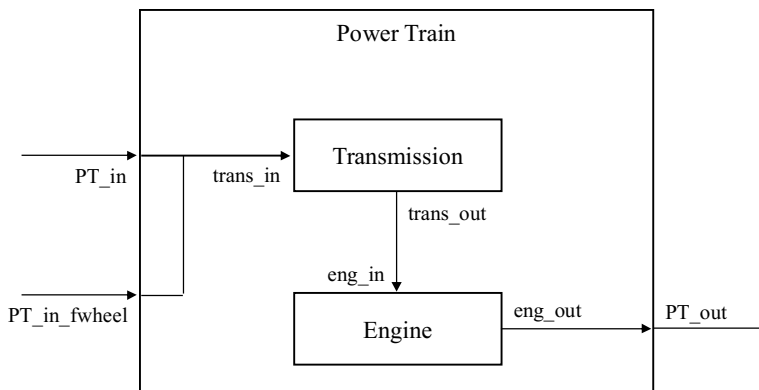 Power Train
Transmission
PT_in
trans_in
trans_out
eng_in
PT_in_fwheel
Engine
eng_out
PT_out